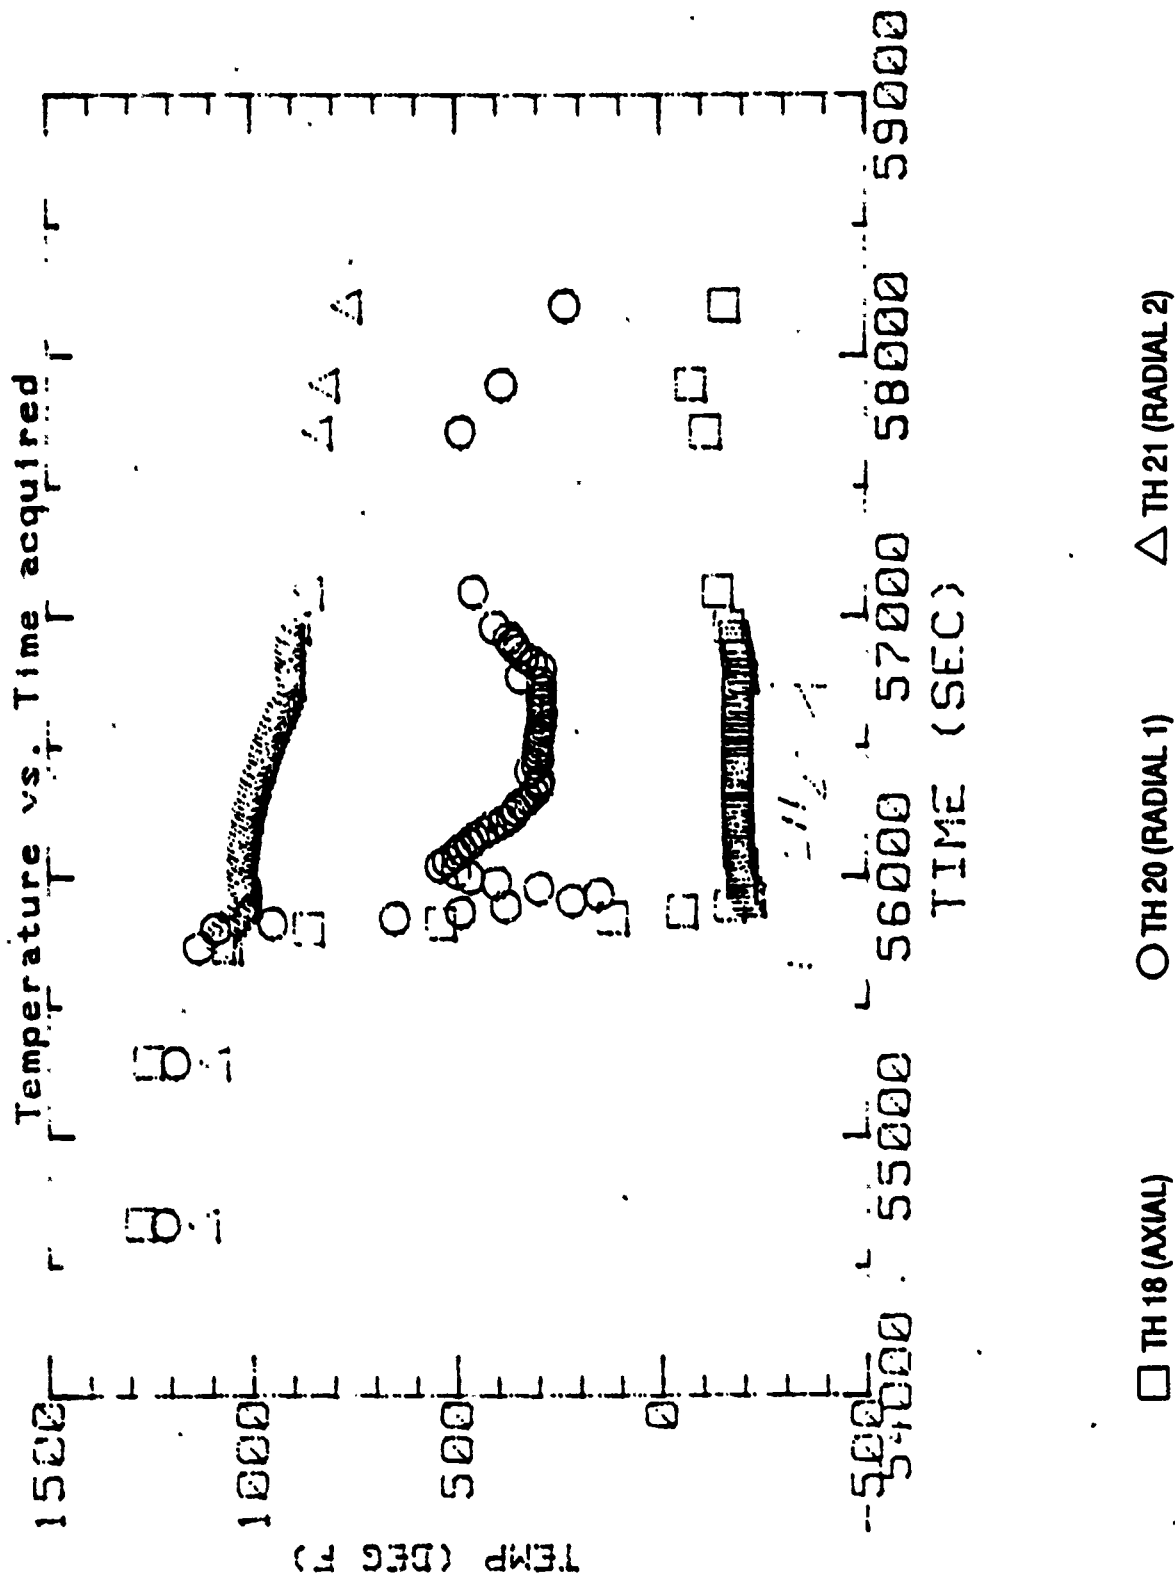 Temperature vs. Time acquired
TEMP (DEG F)
1500
1000
500
0
-500
54000
55000
56000
57000
58000
59000
TIME (SEC)
□ TH 18 (AXIAL)
○ TH 20 (RADIAL 1)
△ TH 21 (RADIAL 2)